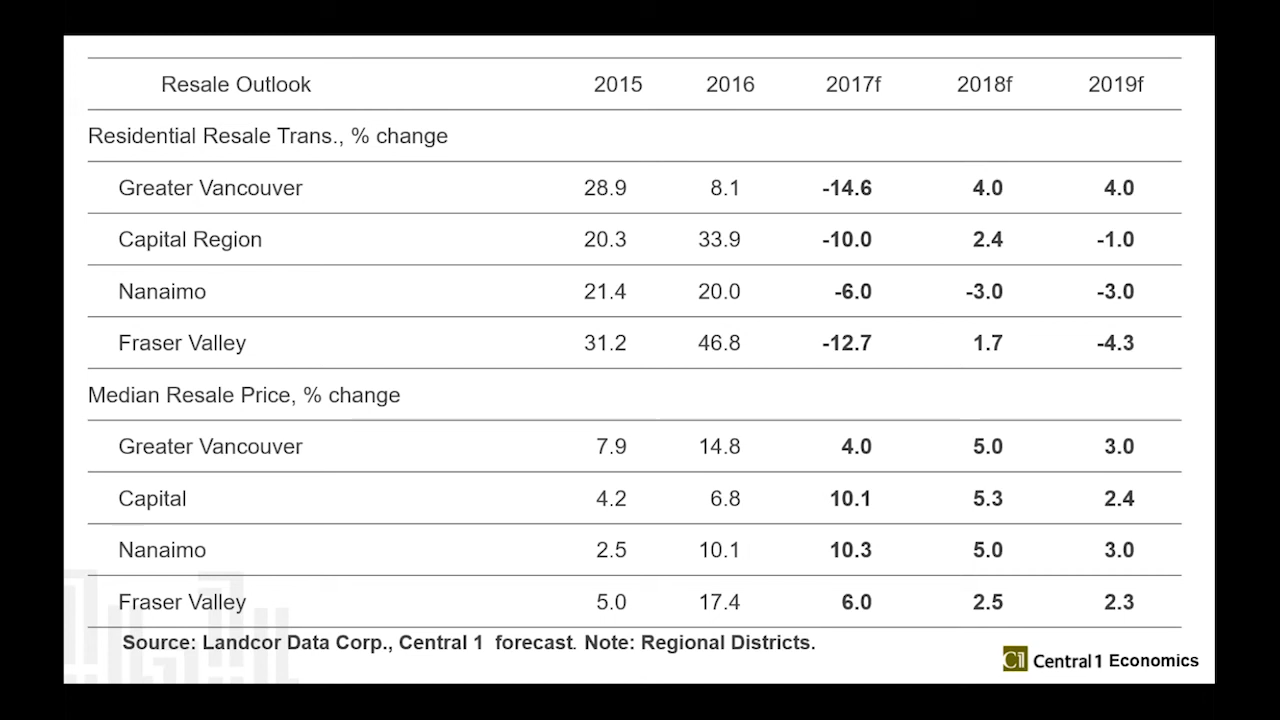 Resale Outlook 2015 2016 2017f 2018f 2019f
Residential Resale Trans., % change
Greater Vancouver 28.9 8.1 -14.6 4.0 4.0
Capital Region 20.3 33.9 -10.0 2.4 -1.0
Nanaimo 21.4 20.0 -6.0 -3.0 -3.0
Fraser Valley 31.2 46.8 -12.7 1.7 -4.3
Median Resale Price, % change
Greater Vancouver 7.9 14.8 4.0 5.0 3.0
Capital 4.2 6.8 10.1 5.3 2.4
Nanaimo 2.5 10.1 10.3 5.0 3.0
Fraser Valley 5.0 17.4 6.0 2.5 2.3
Source: Landcor Data Corp., Central 1 forecast. Note: Regional Districts.
C1 Central1 Economics